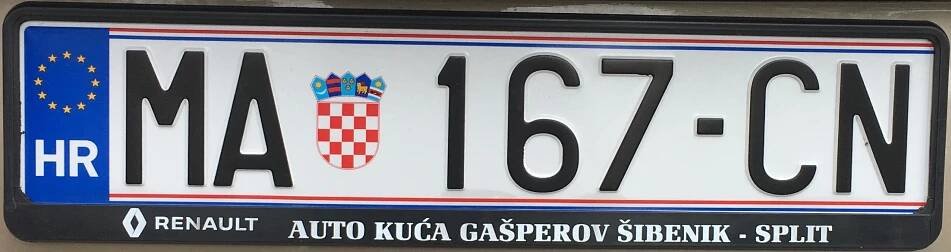 HR MA 167-CN
RENAULT AUTO KUĆA GAŠPEROV ŠIBENIK - SPLIT